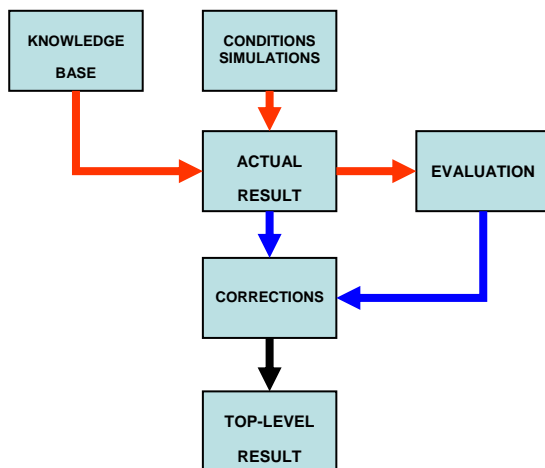 KNOWLEDGE
BASE
CONDITIONS
SIMULATIONS
ACTUAL
RESULT
EVALUATION
CORRECTIONS
TOP-LEVEL
RESULT